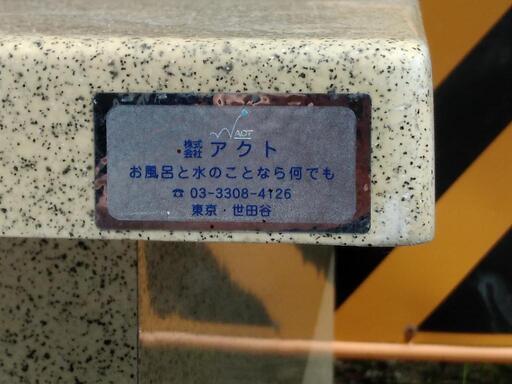 ACT
株式会社 アクト
お風呂と水のことなら何でも
☎ 03-3308-4126
東京・世田谷